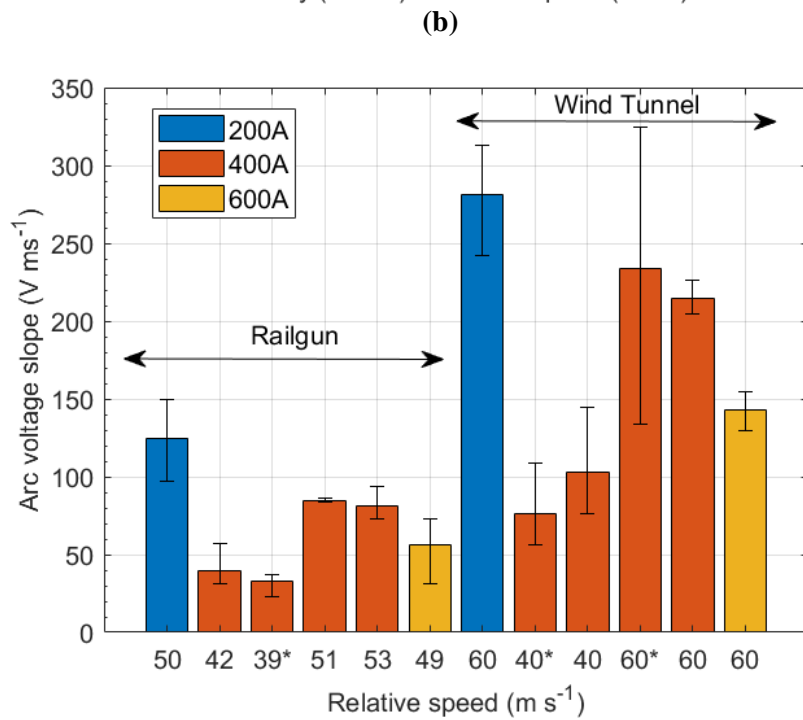 (b)
350
300
250
200
150
100
50
0
Arc voltage slope (V ms⁻¹)
200A
400A
600A
Railgun
Wind Tunnel
50 42 39* 51 53 49 60 40* 40 60* 60 60
Relative speed (m s⁻¹)